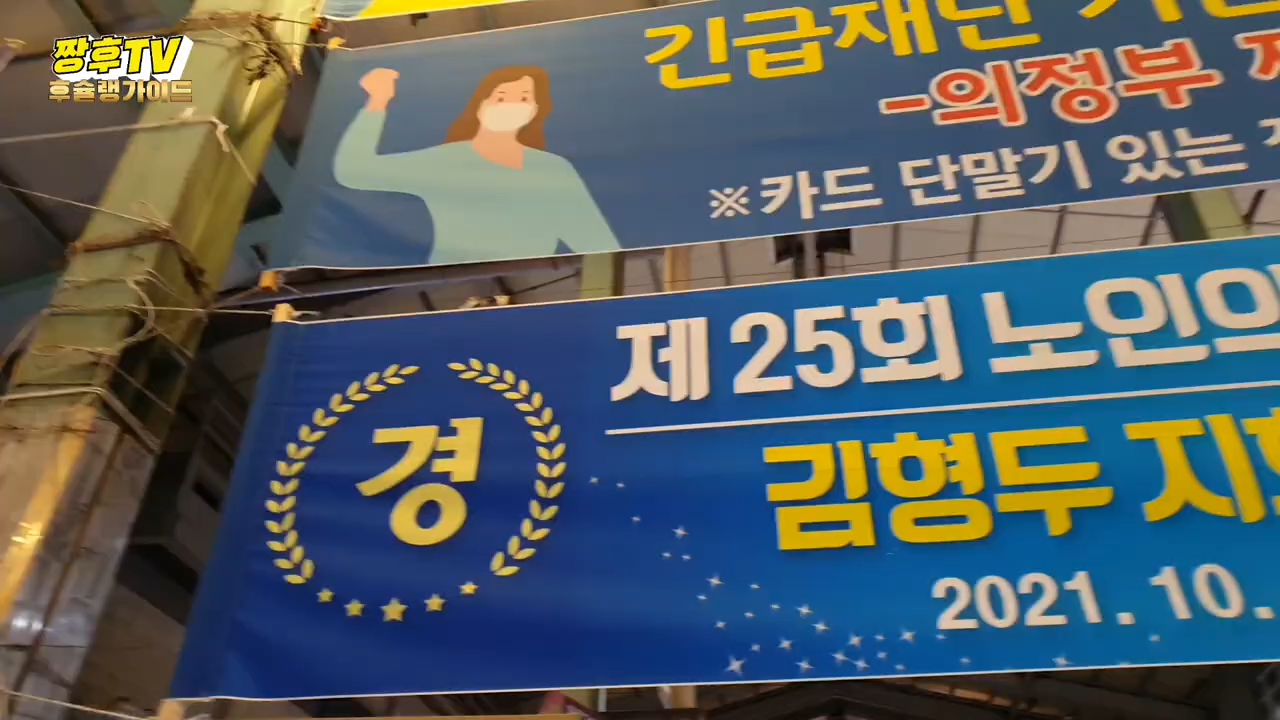 짱후TV
후슐랭가이드
긴급재난
-의정부
※카드 단말기 있는
제25회 노인의
경
김형두
2021. 10.